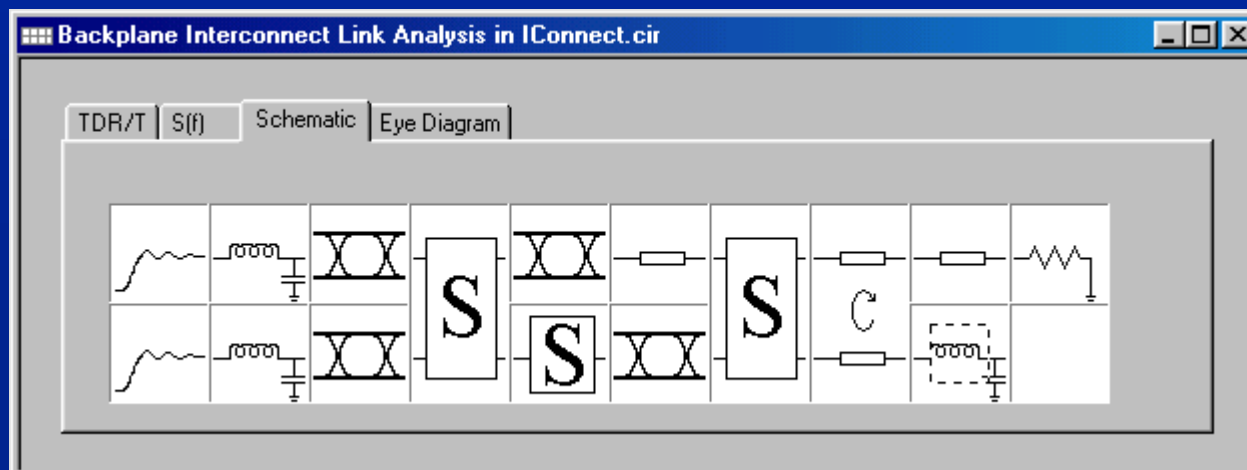 Backplane Interconnect Link Analysis in IConnect.cir
TDR/T S(f) Schematic Eye Diagram
S S
S